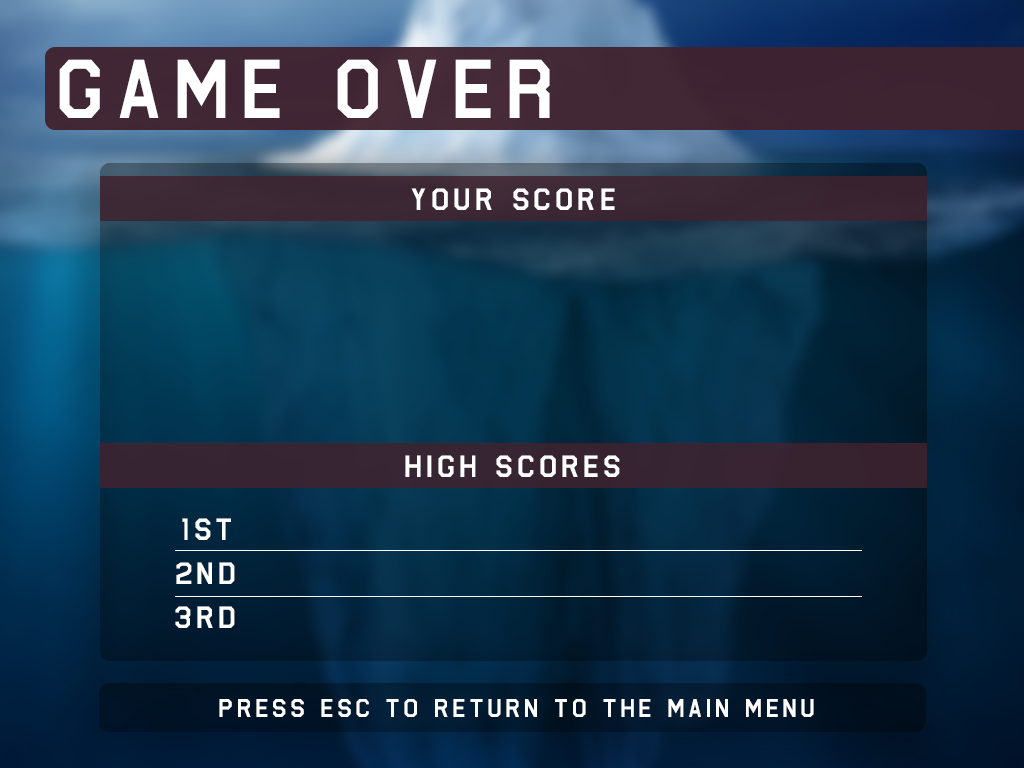 GAME OVER
YOUR SCORE
HIGH SCORES
1ST
2ND
3RD
PRESS ESC TO RETURN TO THE MAIN MENU